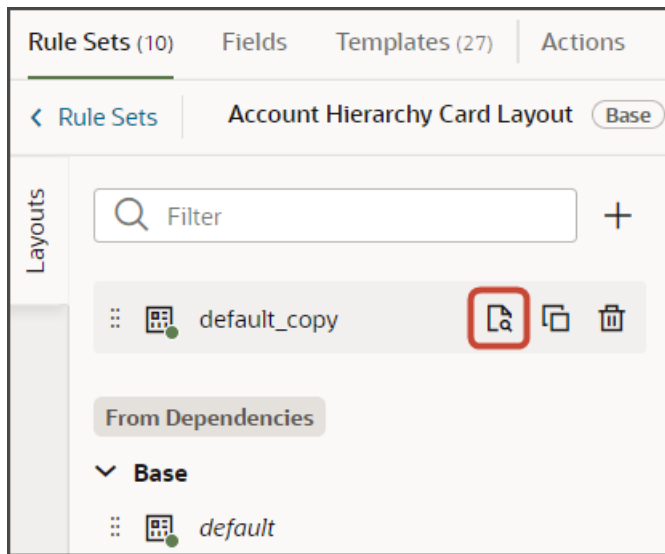 Rule Sets (10) Fields Templates (27) Actions
Rule Sets Account Hierarchy Card Layout Base
Layouts
Filter
default_copy
From Dependencies
Base
default